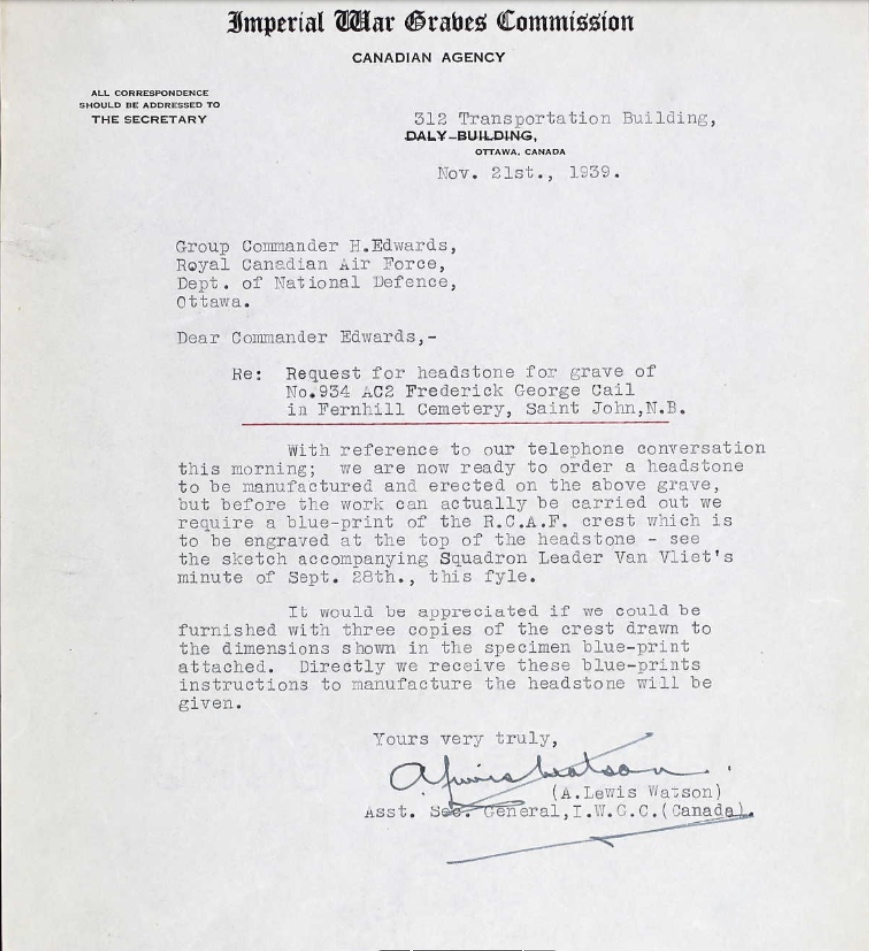 Imperial War Graves Commission
CANADIAN AGENCY
ALL CORRESPONDENCE
SHOULD BE ADDRESSED TO
THE SECRETARY
312 Transportation Building,
DALY-BUILDING,
OTTAWA, CANADA
Nov. 21st., 1939.
Group Commander H.Edwards,
Royal Canadian Air Force,
Dept. of National Defence,
Ottawa.
Dear Commander Edwards,-
Re: Request for headstone for grave of
No.934 AC2 Frederick George Cail
in Fernhill Cemetery, Saint John,N.B.
With reference to our telephone conversation
this morning; we are now ready to order a headstone
to be manufactured and erected on the above grave,
but before the work can actually be carried out we
require a blue-print of the R.C.A.F. crest which is
to be engraved at the top of the headstone - see
the sketch accompanying Squadron Leader Van Vliet's
minute of Sept. 28th., this fyle.
It would be appreciated if we could be
furnished with three copies of the crest drawn to
the dimensions shown in the specimen blue-print
attached. Directly we receive these blue-prints
instructions to manufacture the headstone will be
given.
Yours very truly,
A Lewis Watson
(A.Lewis Watson)
Asst. Sec. General,I.W.G.C.(Canada).